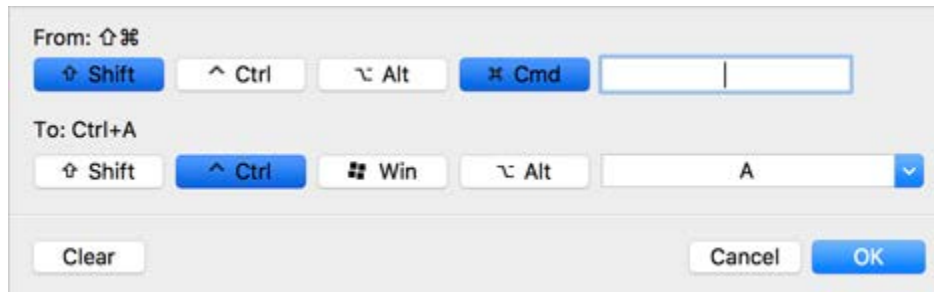 From: ⇧⌘
⇧ Shift ^ Ctrl ⌥ Alt ⌘ Cmd
To: Ctrl+A
⇧ Shift ^ Ctrl Win ⌥ Alt A
Clear Cancel OK